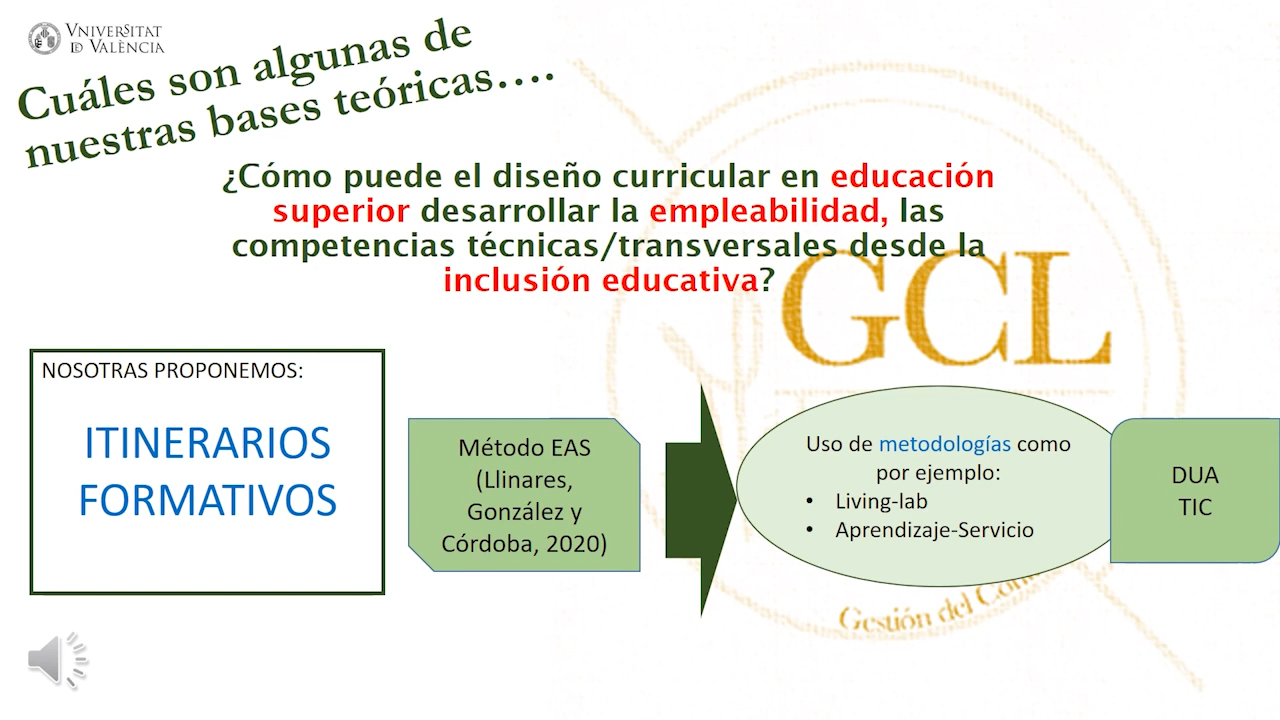 VNIVERSITAT
DE VALÈNCIA
Cuáles son algunas de
nuestras bases teóricas….
¿Cómo puede el diseño curricular en educación
superior desarrollar la empleabilidad, las
competencias técnicas/transversales desde la
inclusión educativa?
GCL
NOSOTRAS PROPONEMOS:
ITINERARIOS
FORMATIVOS
Método EAS
(Llinares,
González y
Córdoba, 2020)
Uso de metodologías como
por ejemplo:
• Living-lab
• Aprendizaje-Servicio
DUA
TIC
Gestión del